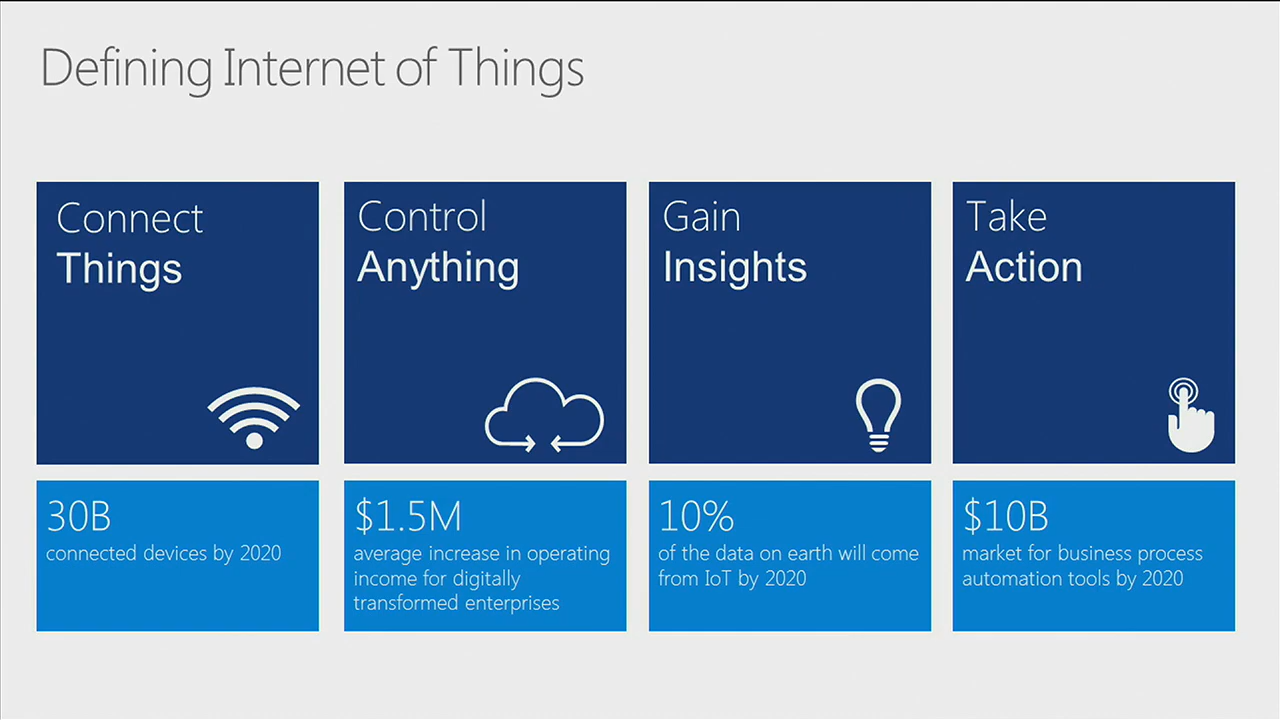 Defining Internet of Things
Connect
Things
Control
Anything
Gain
Insights
Take
Action
30B
connected devices by 2020
$1.5M
average increase in operating
income for digitally
transformed enterprises
10%
of the data on earth will come
from IoT by 2020
$10B
market for business process
automation tools by 2020